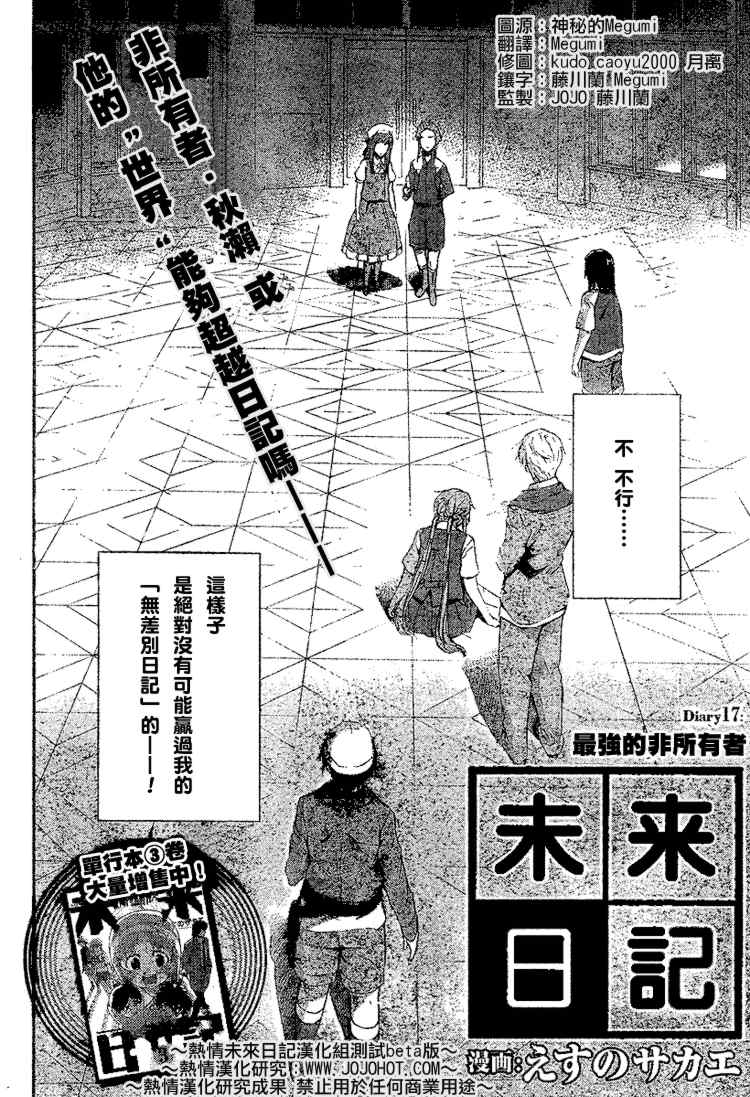 圖源：神秘的Megumi
翻譯：Megumi
修圖：kudo caoyu2000 月离
鑲字：藤川蘭 Megumi
監製：JOJO 藤川蘭
非所有者．秋瀨 或
他的”世界“能夠超越日記嗎———
不 不行……
這樣子
是絕對沒有可能贏過我的
「無差別日記」的——！
Diary17:
最強的非所有者
未来
日記
漫画:えすのサカエ
單行本③卷
大量增售中！
～熱情未來日記漢化組測試beta版～
～熱情漢化研究：WWW.JOJOHOT.COM～
～熱情漢化研究成果 禁止用於任何商業用途～